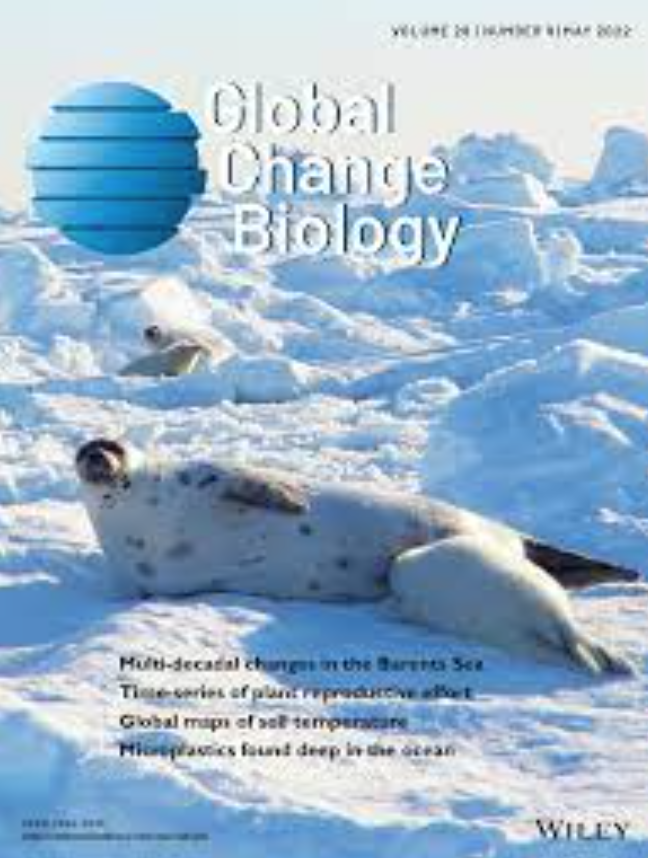 VOLUME 28 | NUMBER 9 | MAY 2022
Global
Change
Biology
Multi-decadal changes in the Barents Sea
Time-series of plant reproductive effort
Global maps of soil temperature
Microplastics found deep in the ocean
WILEY